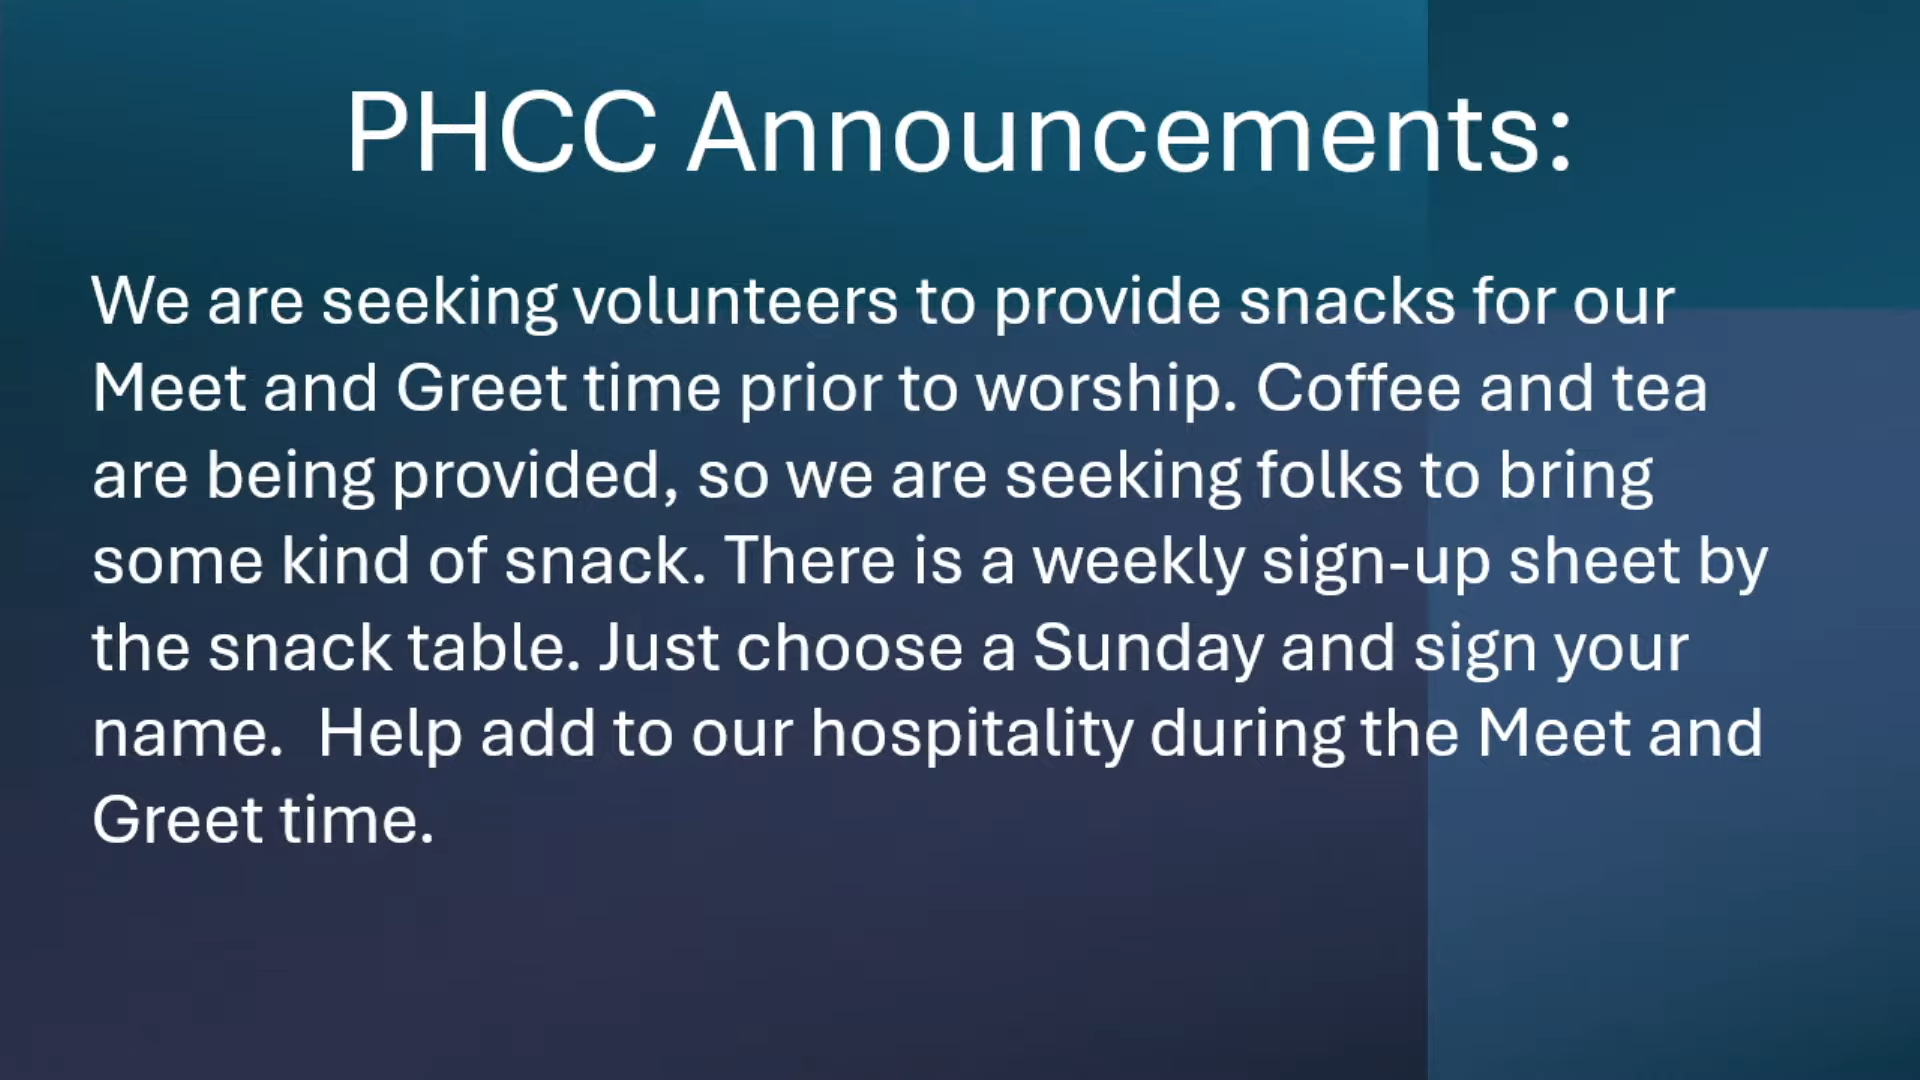 PHCC Announcements:
We are seeking volunteers to provide snacks for our
Meet and Greet time prior to worship. Coffee and tea
are being provided, so we are seeking folks to bring
some kind of snack. There is a weekly sign-up sheet by
the snack table. Just choose a Sunday and sign your
name.  Help add to our hospitality during the Meet and
Greet time.